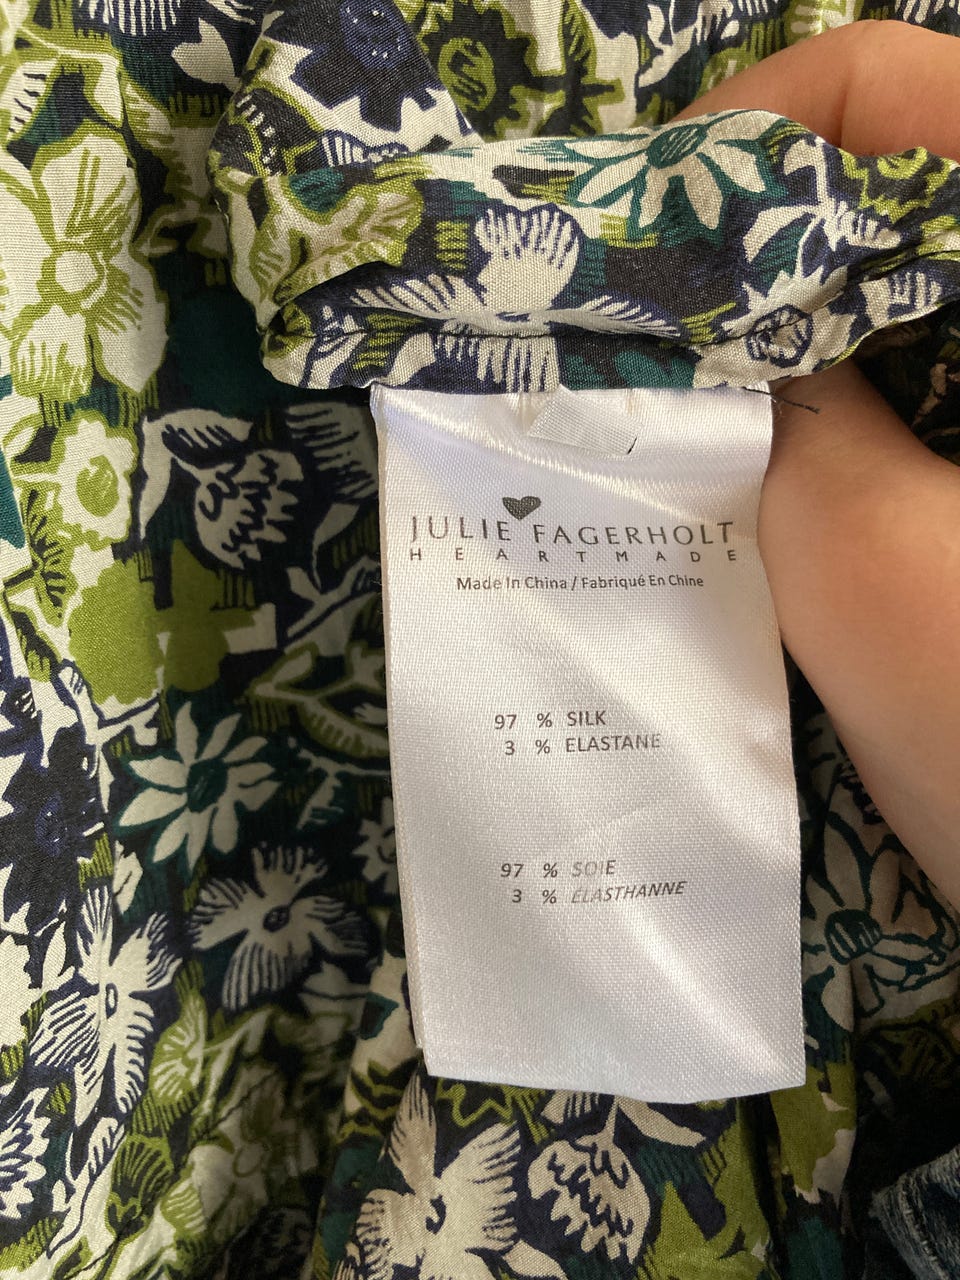 JULIE FAGERHOLT
HEARTMADE
Made In China / Fabriqué En Chine
97 % SILK
3 % ELASTANE
97 % SOIE
3 % ÉLASTHANNE